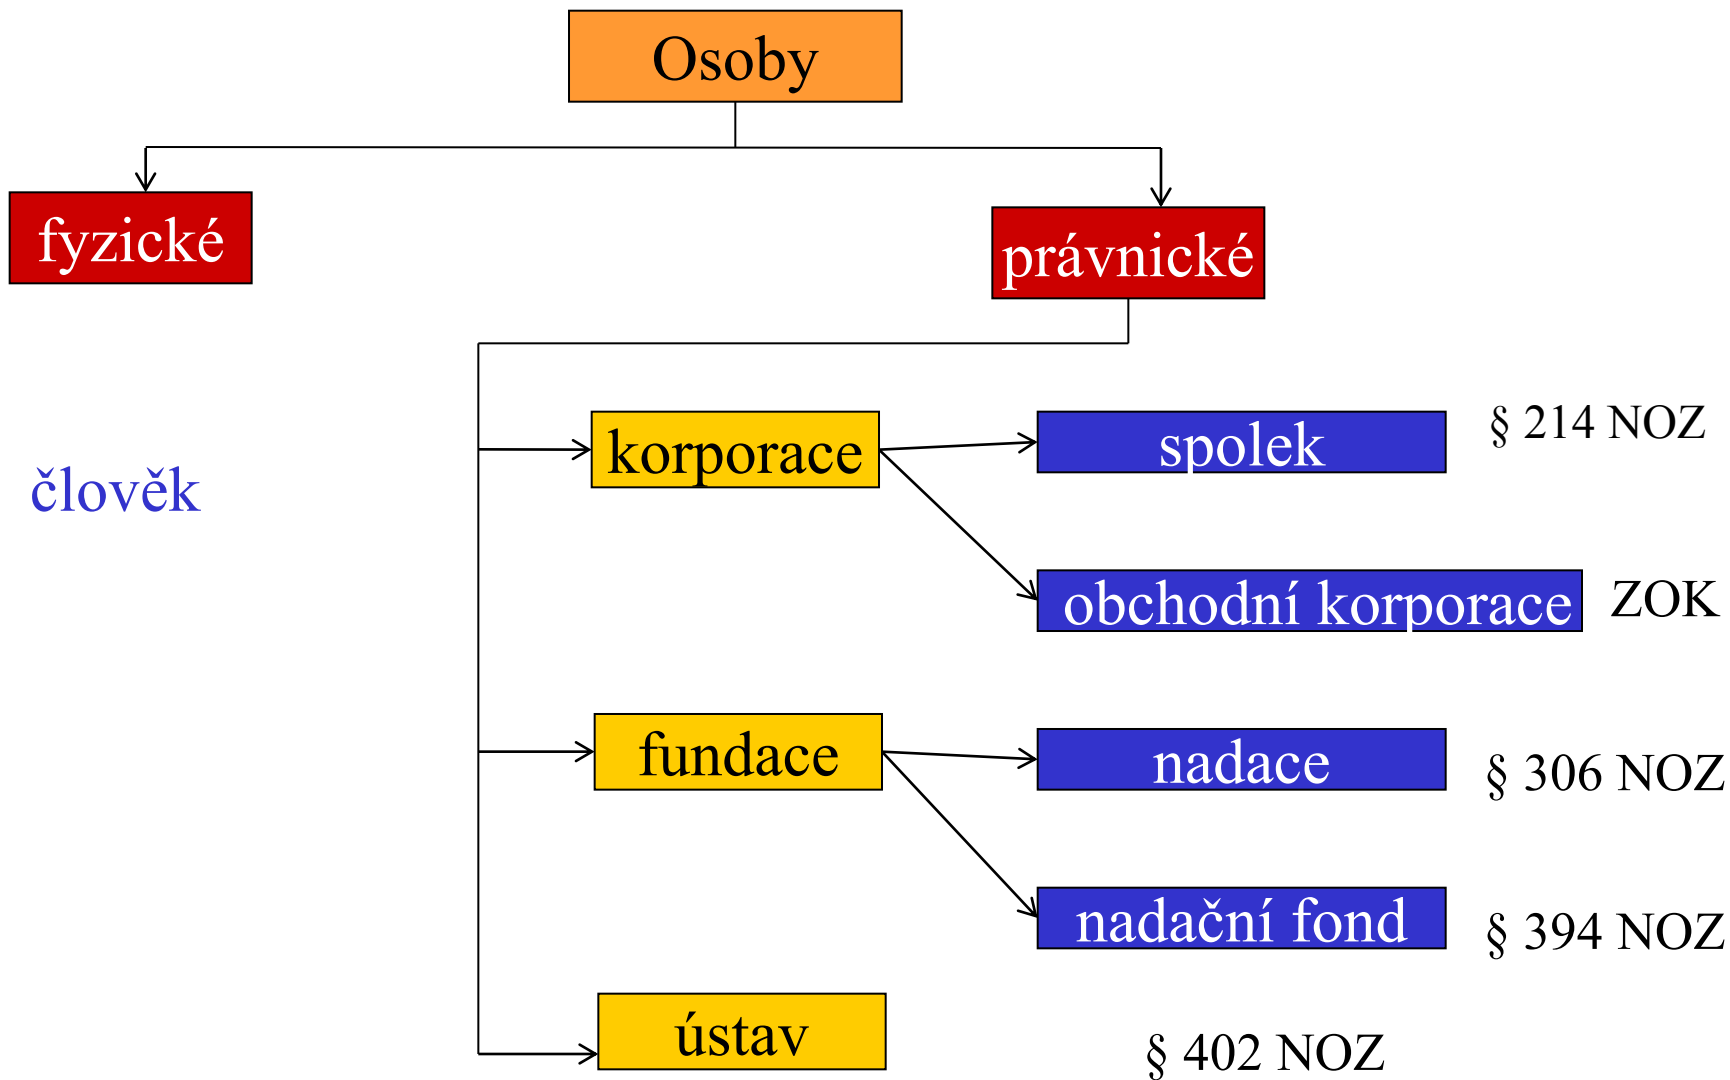 Osoby
fyzické
právnické
člověk
korporace
spolek
§ 214 NOZ
obchodní korporace
ZOK
fundace
nadace
§ 306 NOZ
nadační fond
§ 394 NOZ
ústav
§ 402 NOZ